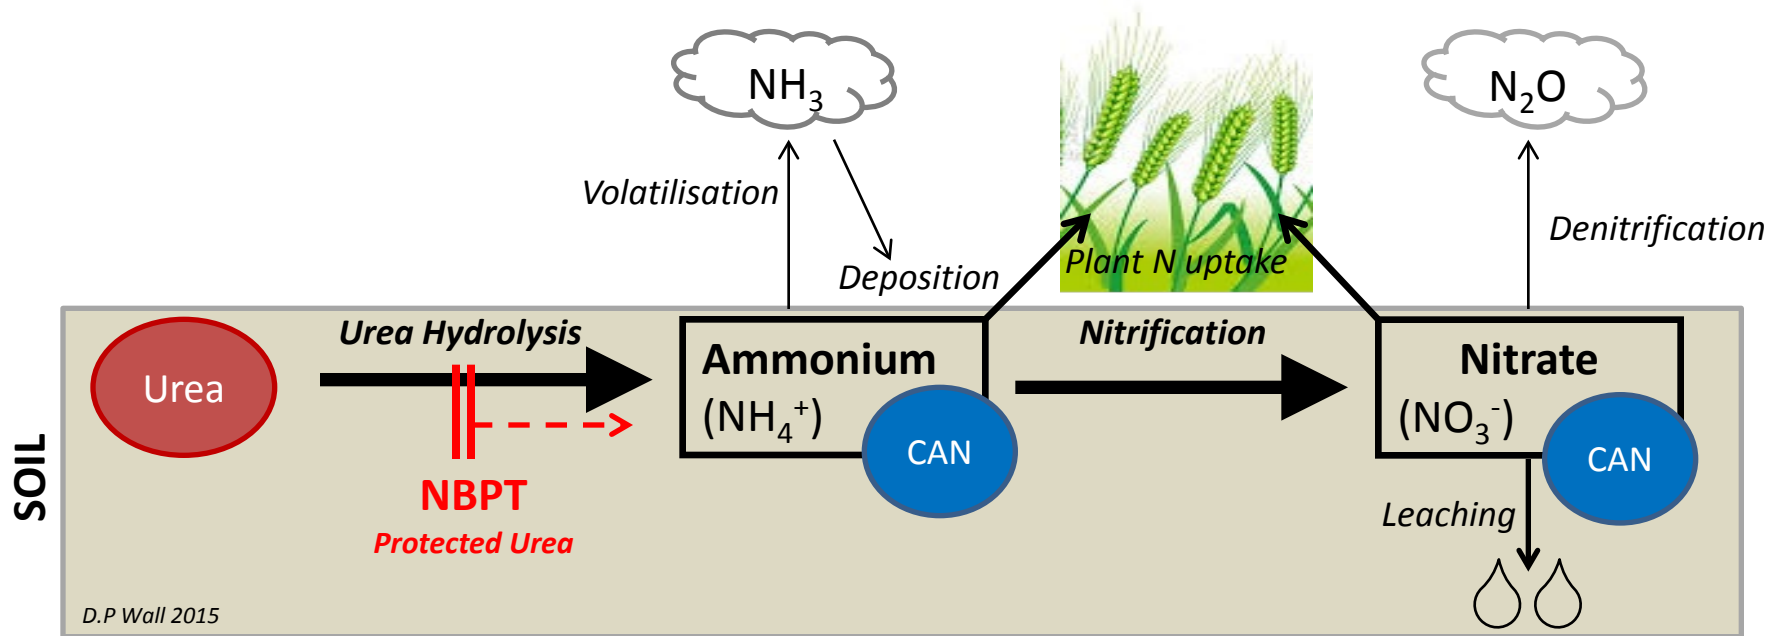 NH₃
N₂O
Volatilisation
Deposition
Plant N uptake
Denitrification
SOIL
Urea
Urea Hydrolysis
NBPT
Protected Urea
Ammonium
(NH₄⁺)
CAN
Nitrification
Nitrate
(NO₃⁻)
CAN
Leaching
D.P Wall 2015